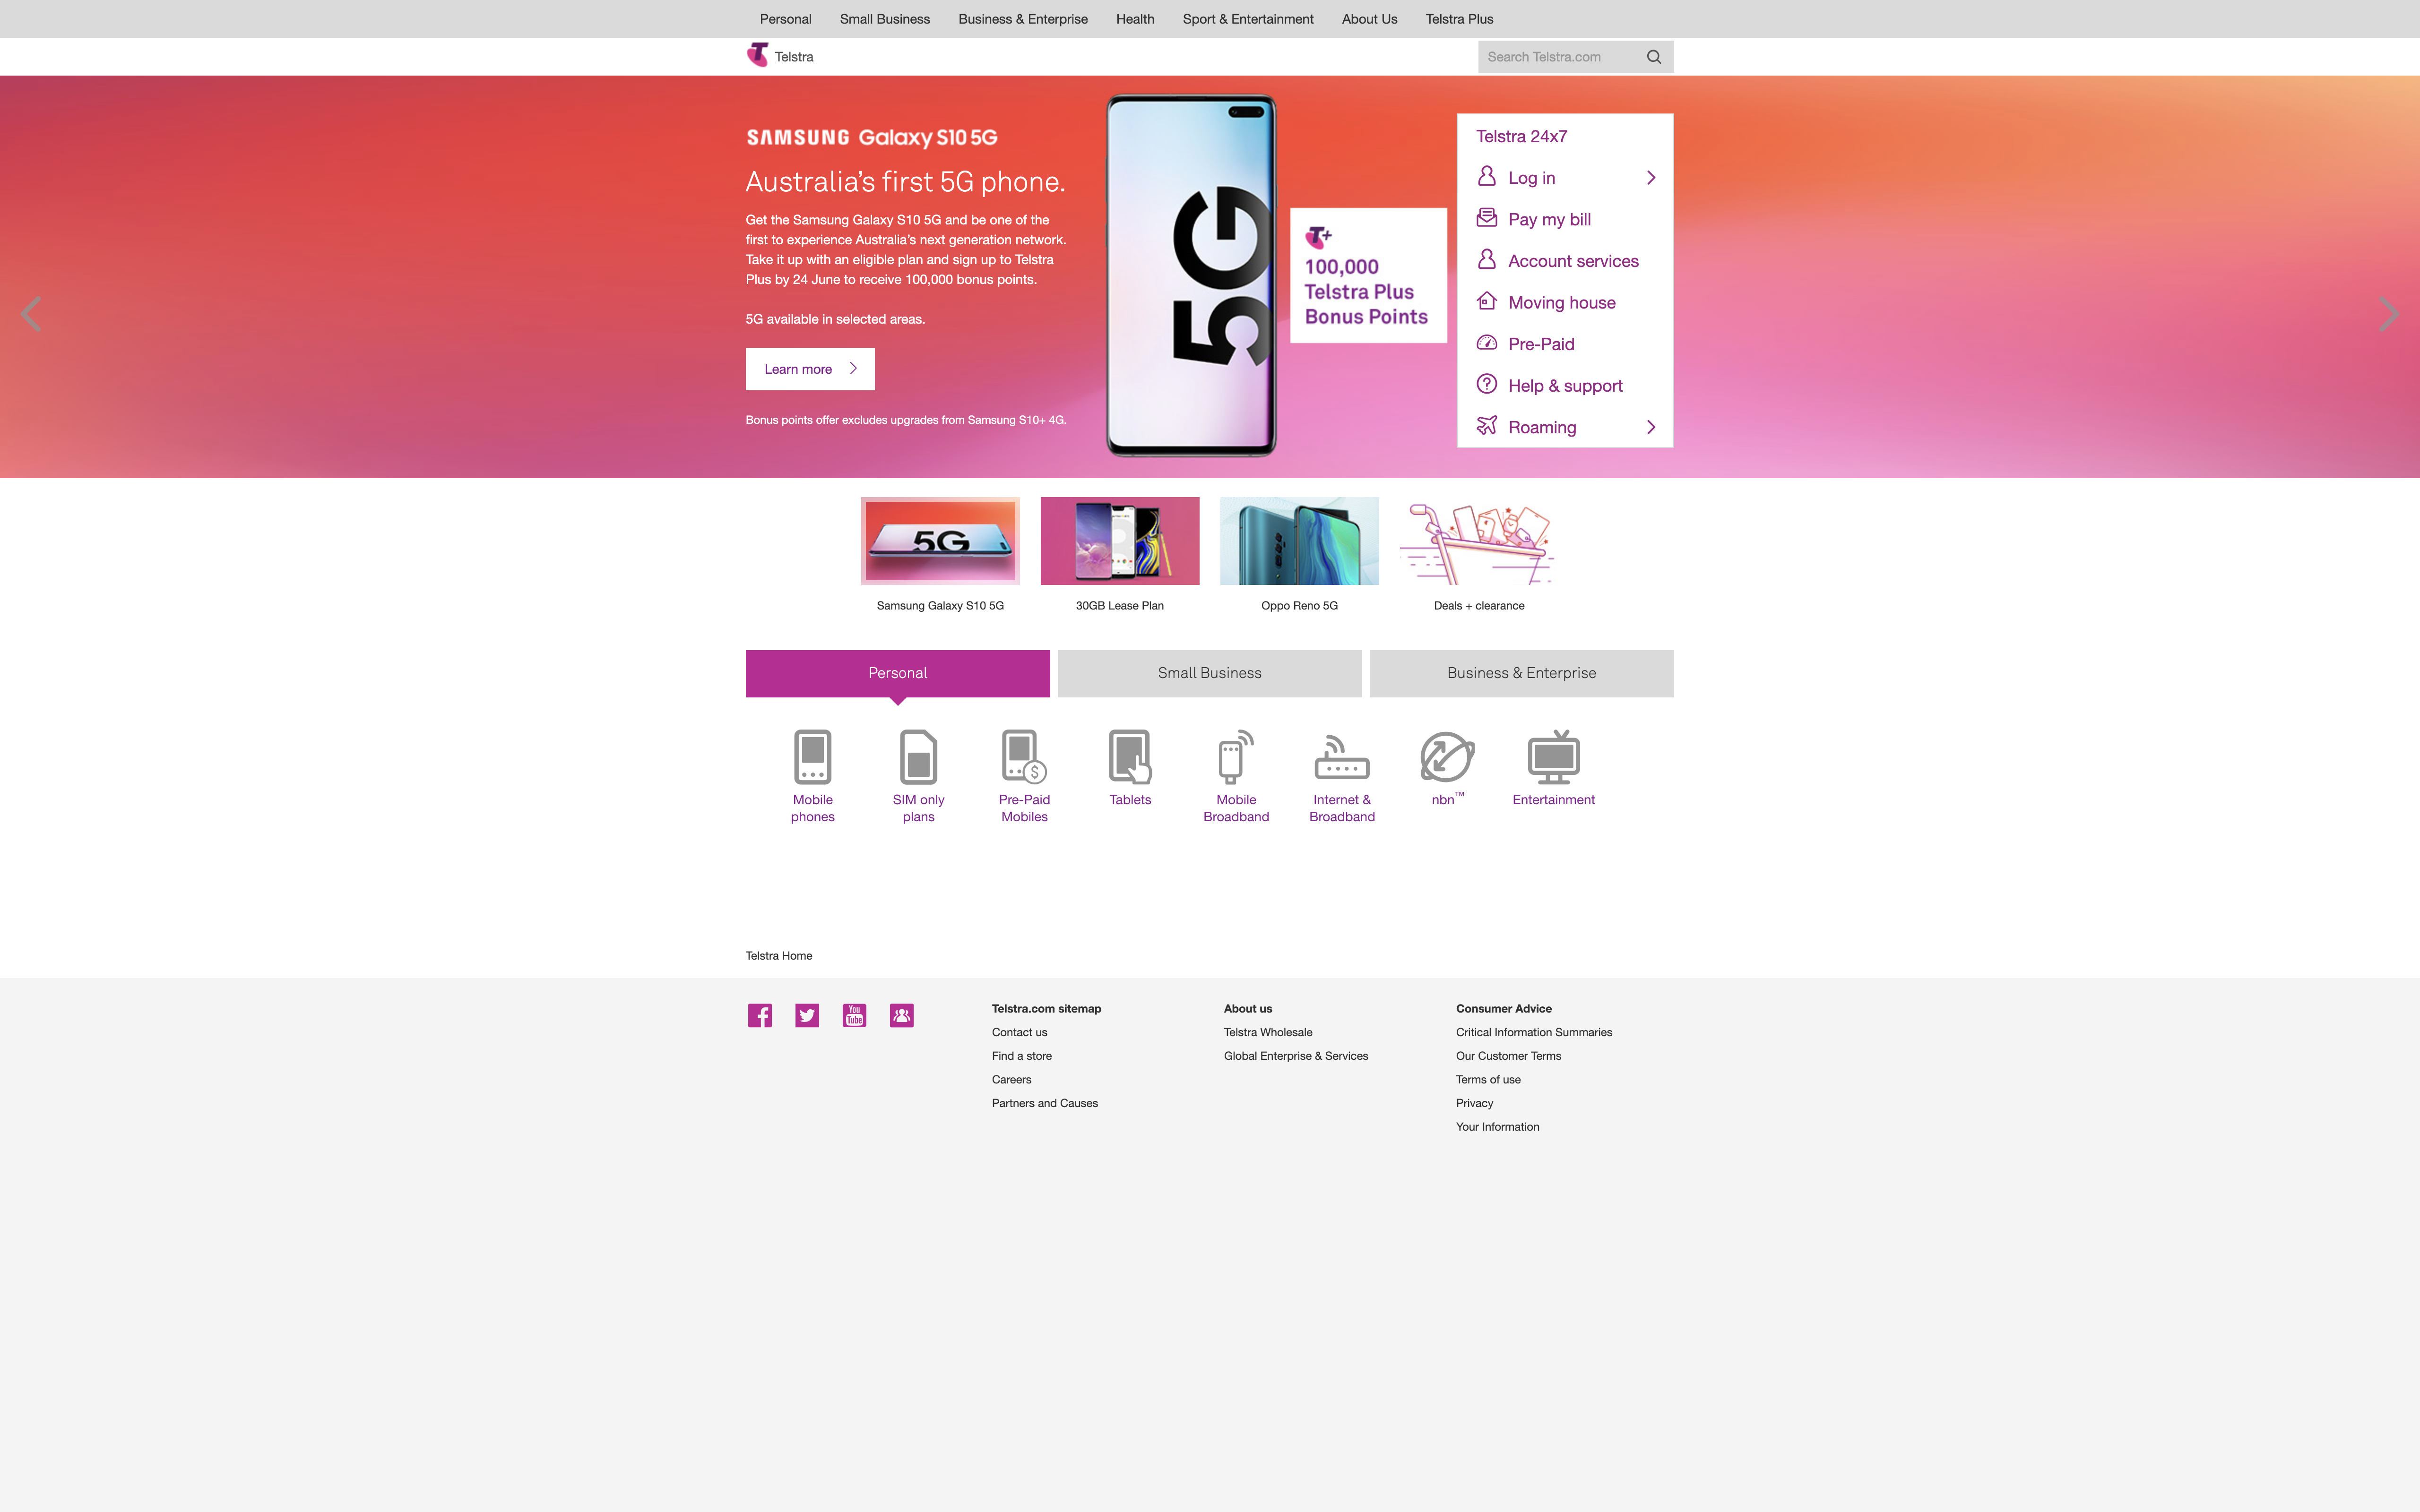 Personal Small Business Business & Enterprise Health Sport & Entertainment About Us Telstra Plus
T Telstra
Search Telstra.com
SAMSUNG Galaxy S10 5G
Australia's first 5G phone.
Get the Samsung Galaxy S10 5G and be one of the
first to experience Australia's next generation network.
Take it up with an eligible plan and sign up to Telstra
Plus by 24 June to receive 100,000 bonus points.
5G available in selected areas.
Learn more
Bonus points offer excludes upgrades from Samsung S10+ 4G.
5G
T+
100,000
Telstra Plus
Bonus Points
Telstra 24x7
Log in
Pay my bill
Account services
Moving house
Pre-Paid
Help & support
Roaming
5G
Samsung Galaxy S10 5G
30GB Lease Plan
Oppo Reno 5G
Deals + clearance
Personal
Small Business
Business & Enterprise
Mobile
phones
SIM only
plans
Pre-Paid
Mobiles
Tablets
Mobile
Broadband
Internet &
Broadband
nbn™
Entertainment
Telstra Home
You
Tube
Telstra.com sitemap
Contact us
Find a store
Careers
Partners and Causes
About us
Telstra Wholesale
Global Enterprise & Services
Consumer Advice
Critical Information Summaries
Our Customer Terms
Terms of use
Privacy
Your Information